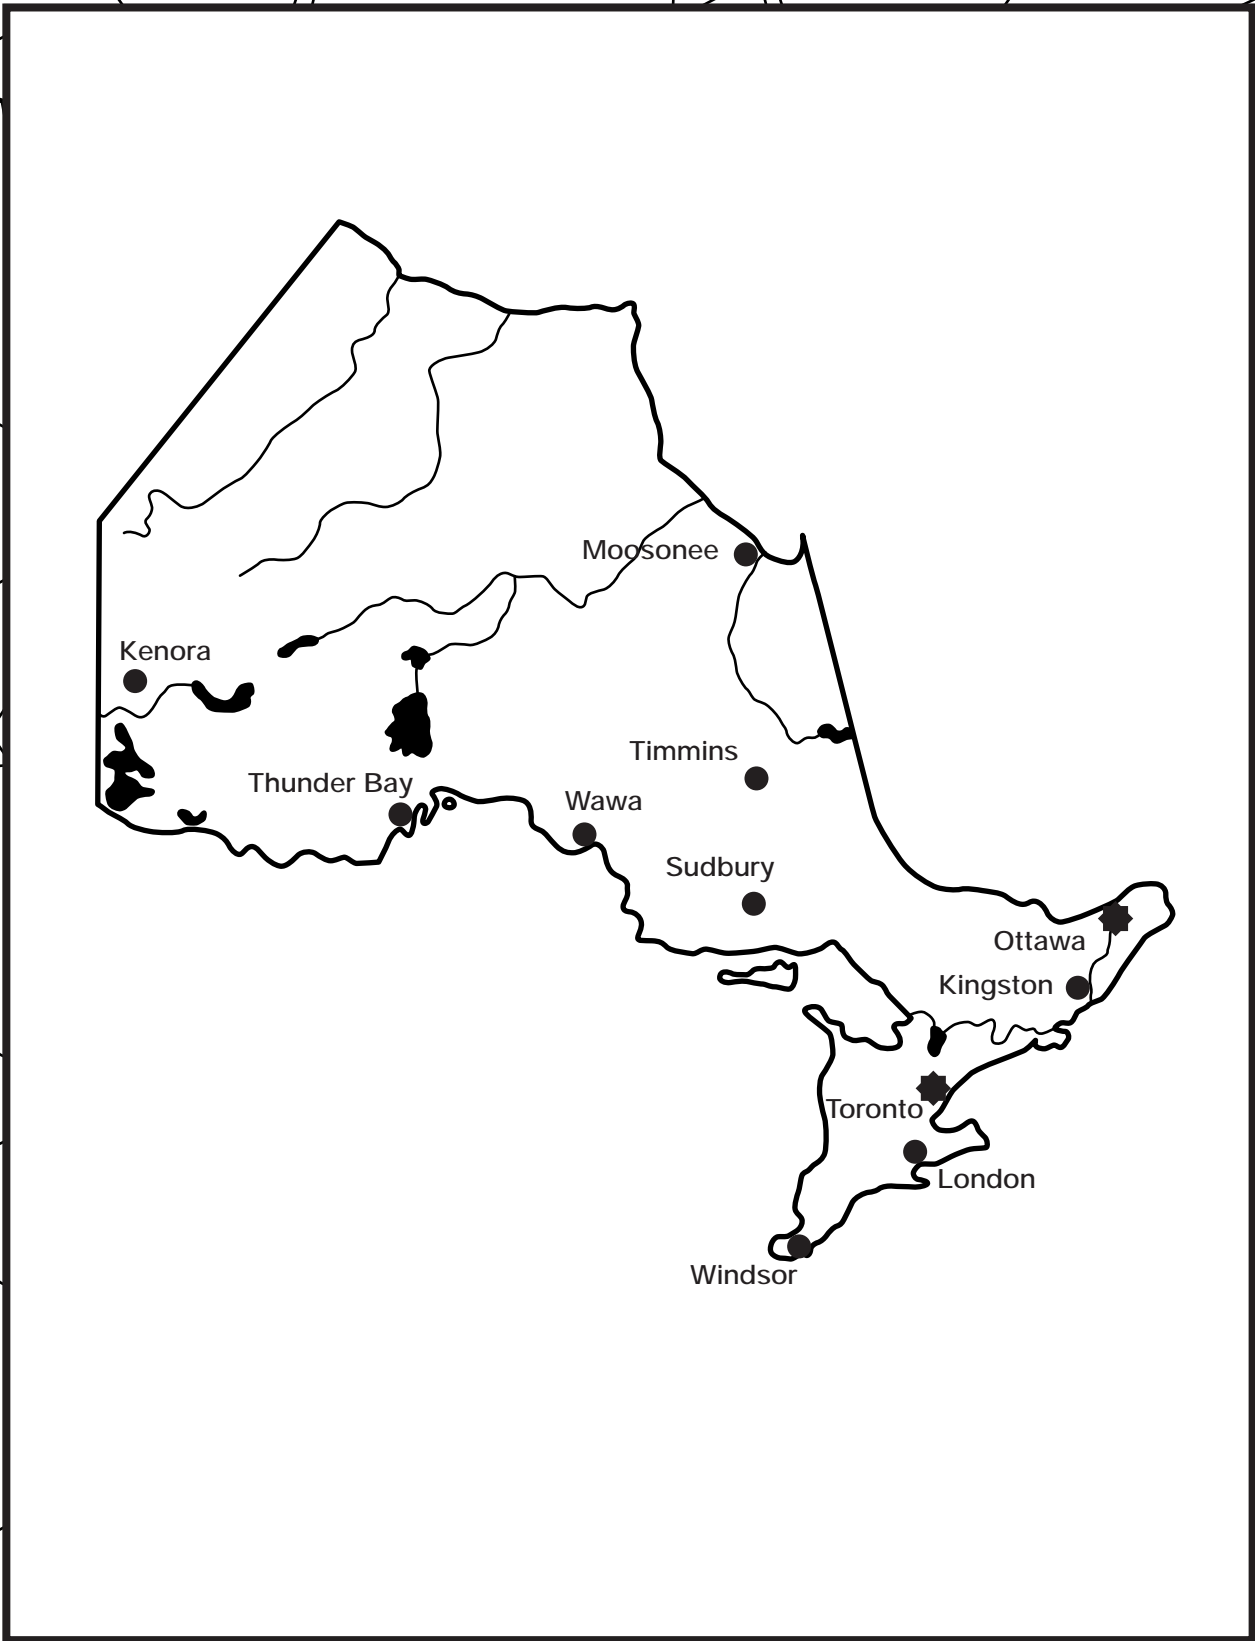 Moosonee
Kenora
Timmins
Thunder Bay
Wawa
Sudbury
Ottawa
Kingston
Toronto
London
Windsor